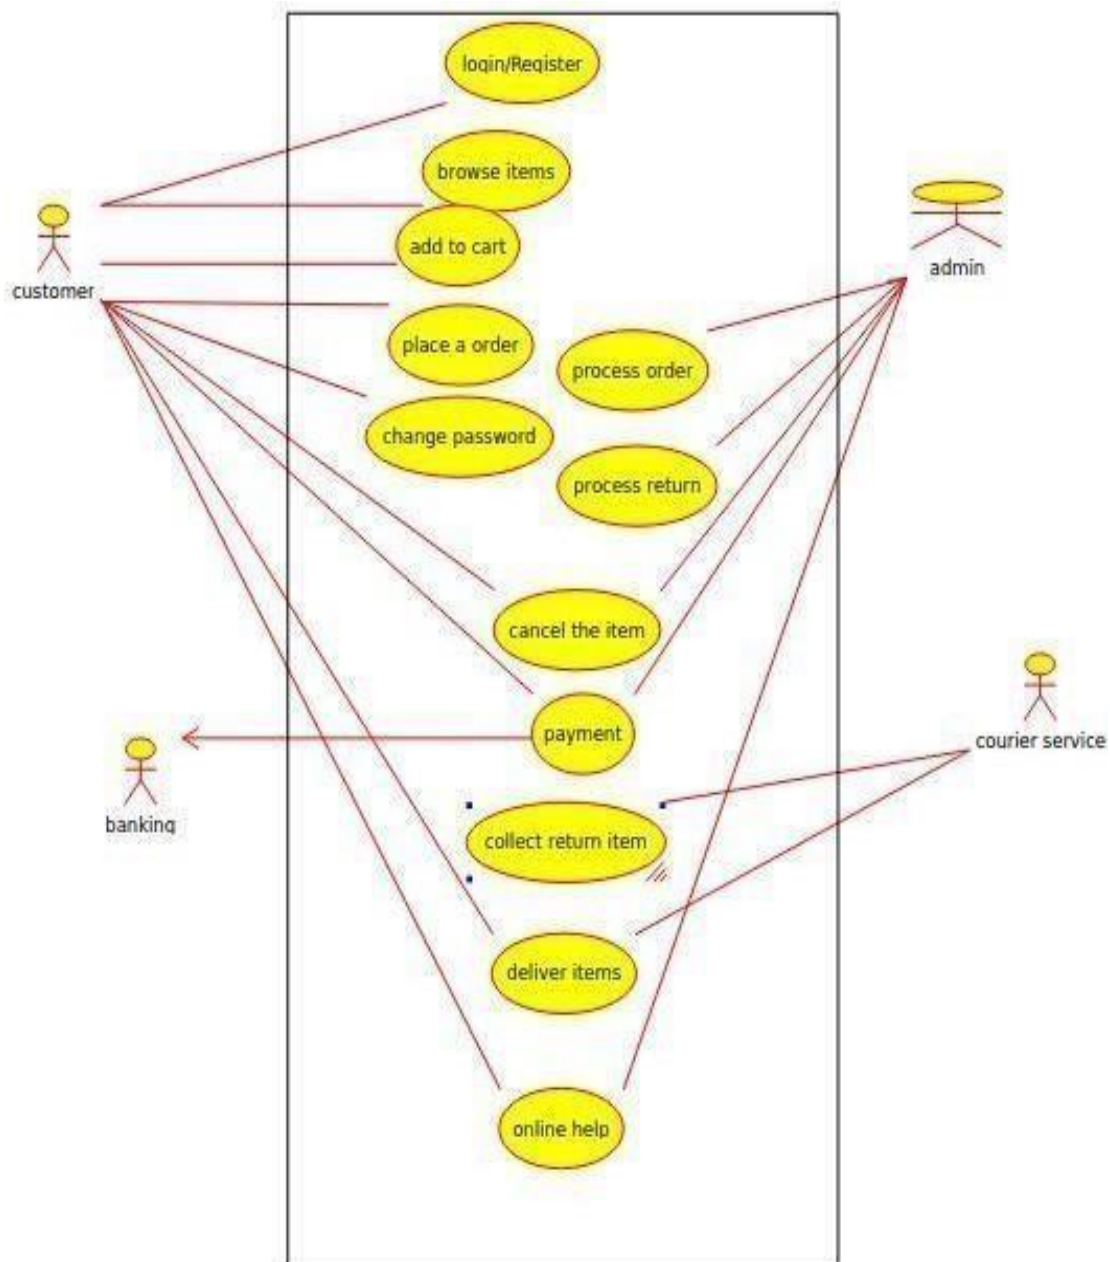 login/Register
browse items
add to cart
customer
admin
place a order
process order
change password
process return
cancel the item
payment
courier service
banking
collect return item
deliver items
online help